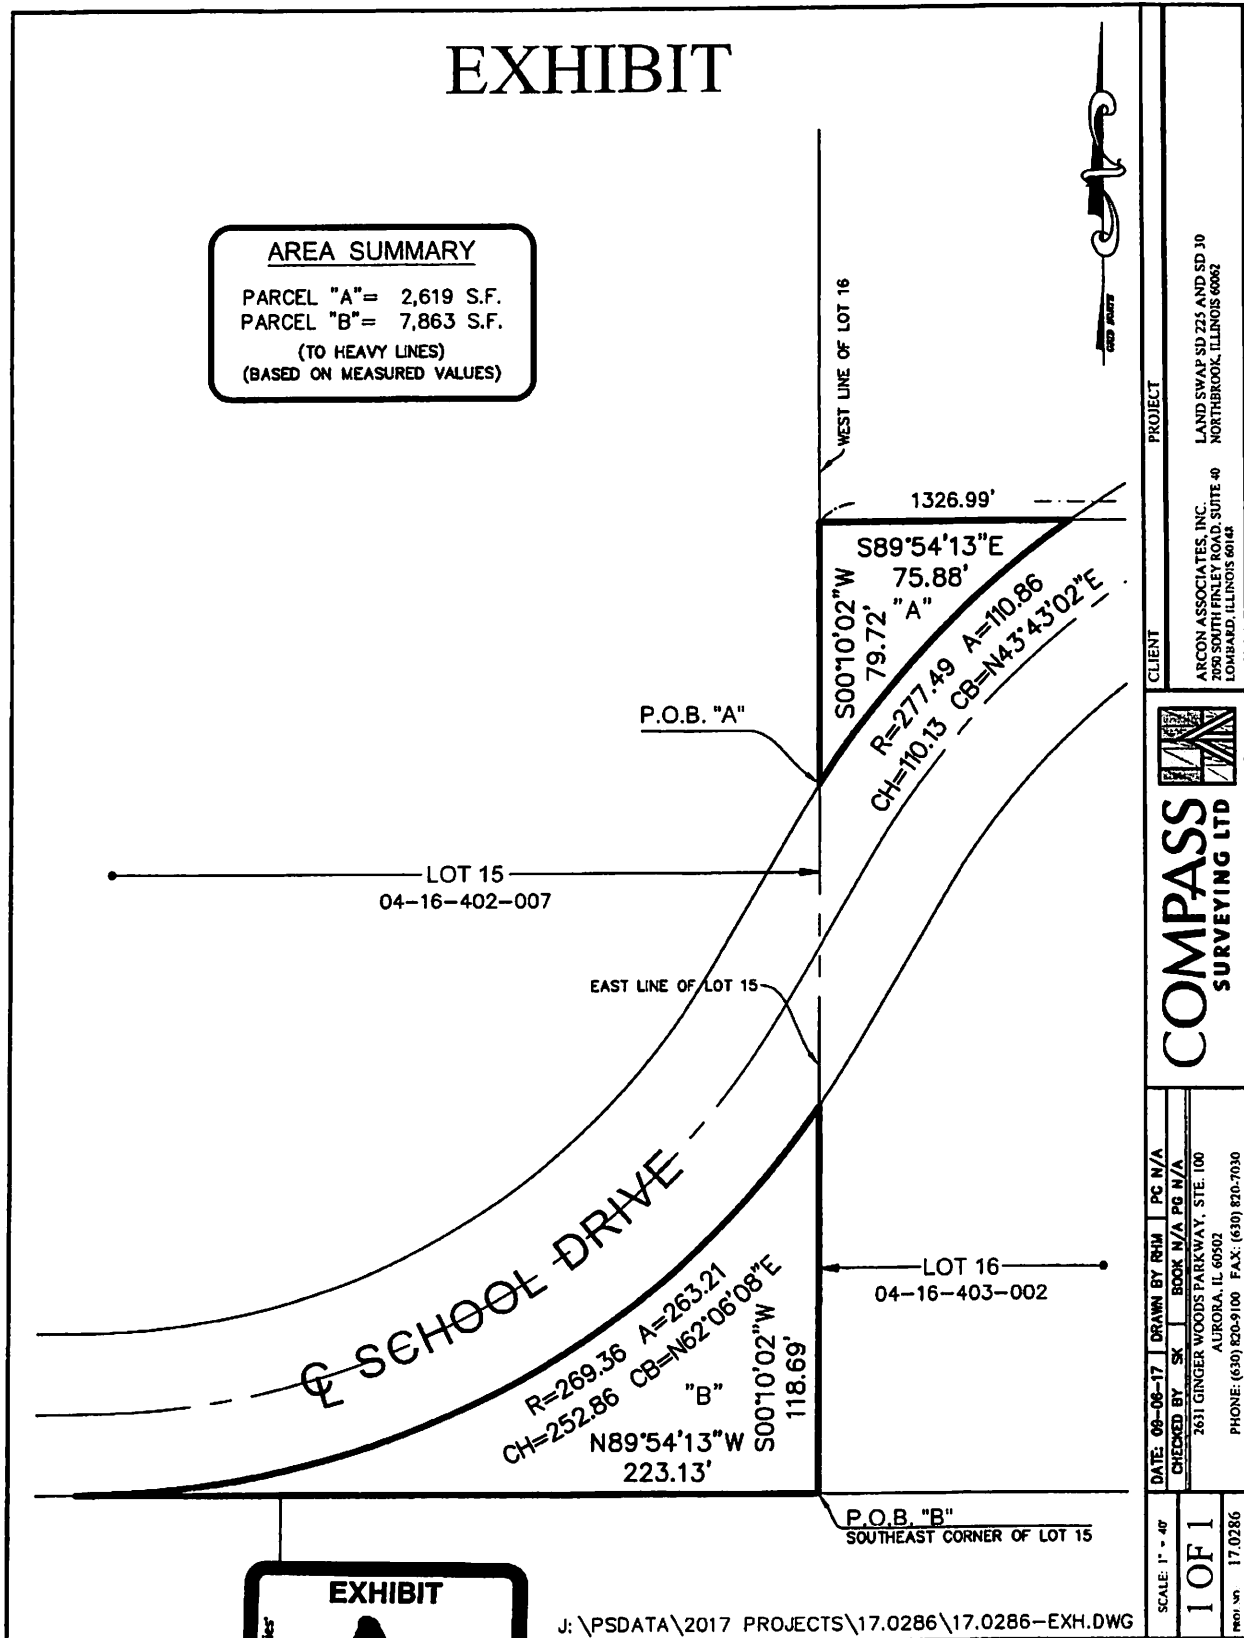 EXHIBIT
AREA SUMMARY
PARCEL "A"= 2,619 S.F.
PARCEL "B"= 7,863 S.F.
(TO HEAVY LINES)
(BASED ON MEASURED VALUES)
GRID NORTH
WEST LINE OF LOT 16
1326.99'
S89°54'13"E
75.88'
"A"
S00°10'02"W
79.72'
R=277.49 A=110.86
CH=110.13 CB=N43°43'02"E
P.O.B. "A"
LOT 15
04-16-402-007
EAST LINE OF LOT 15
℄ SCHOOL DRIVE
LOT 16
04-16-403-002
R=269.36 A=263.21
CH=252.86 CB=N62°06'08"E
"B"
S00°10'02"W
118.69'
N89°54'13"W
223.13'
P.O.B. "B"
SOUTHEAST CORNER OF LOT 15
EXHIBIT
J:\PSDATA\2017 PROJECTS\17.0286\17.0286-EXH.DWG
CLIENT
ARCON ASSOCIATES, INC.
2050 SOUTH FINLEY ROAD, SUITE 40
LOMBARD, ILLINOIS 60148
PROJECT
LAND SWAP SD 225 AND SD 30
NORTHBROOK, ILLINOIS 60062
COMPASS
SURVEYING LTD
DATE: 09-06-17 DRAWN BY RHM PC N/A
CHECKED BY SK BOOK N/A PG N/A
2631 GINGER WOODS PARKWAY, STE. 100
AURORA, IL 60502
PHONE: (630) 820-9100 FAX: (630) 820-7030
SCALE: 1" = 40'
1 OF 1
PROJ NO. 17.0286